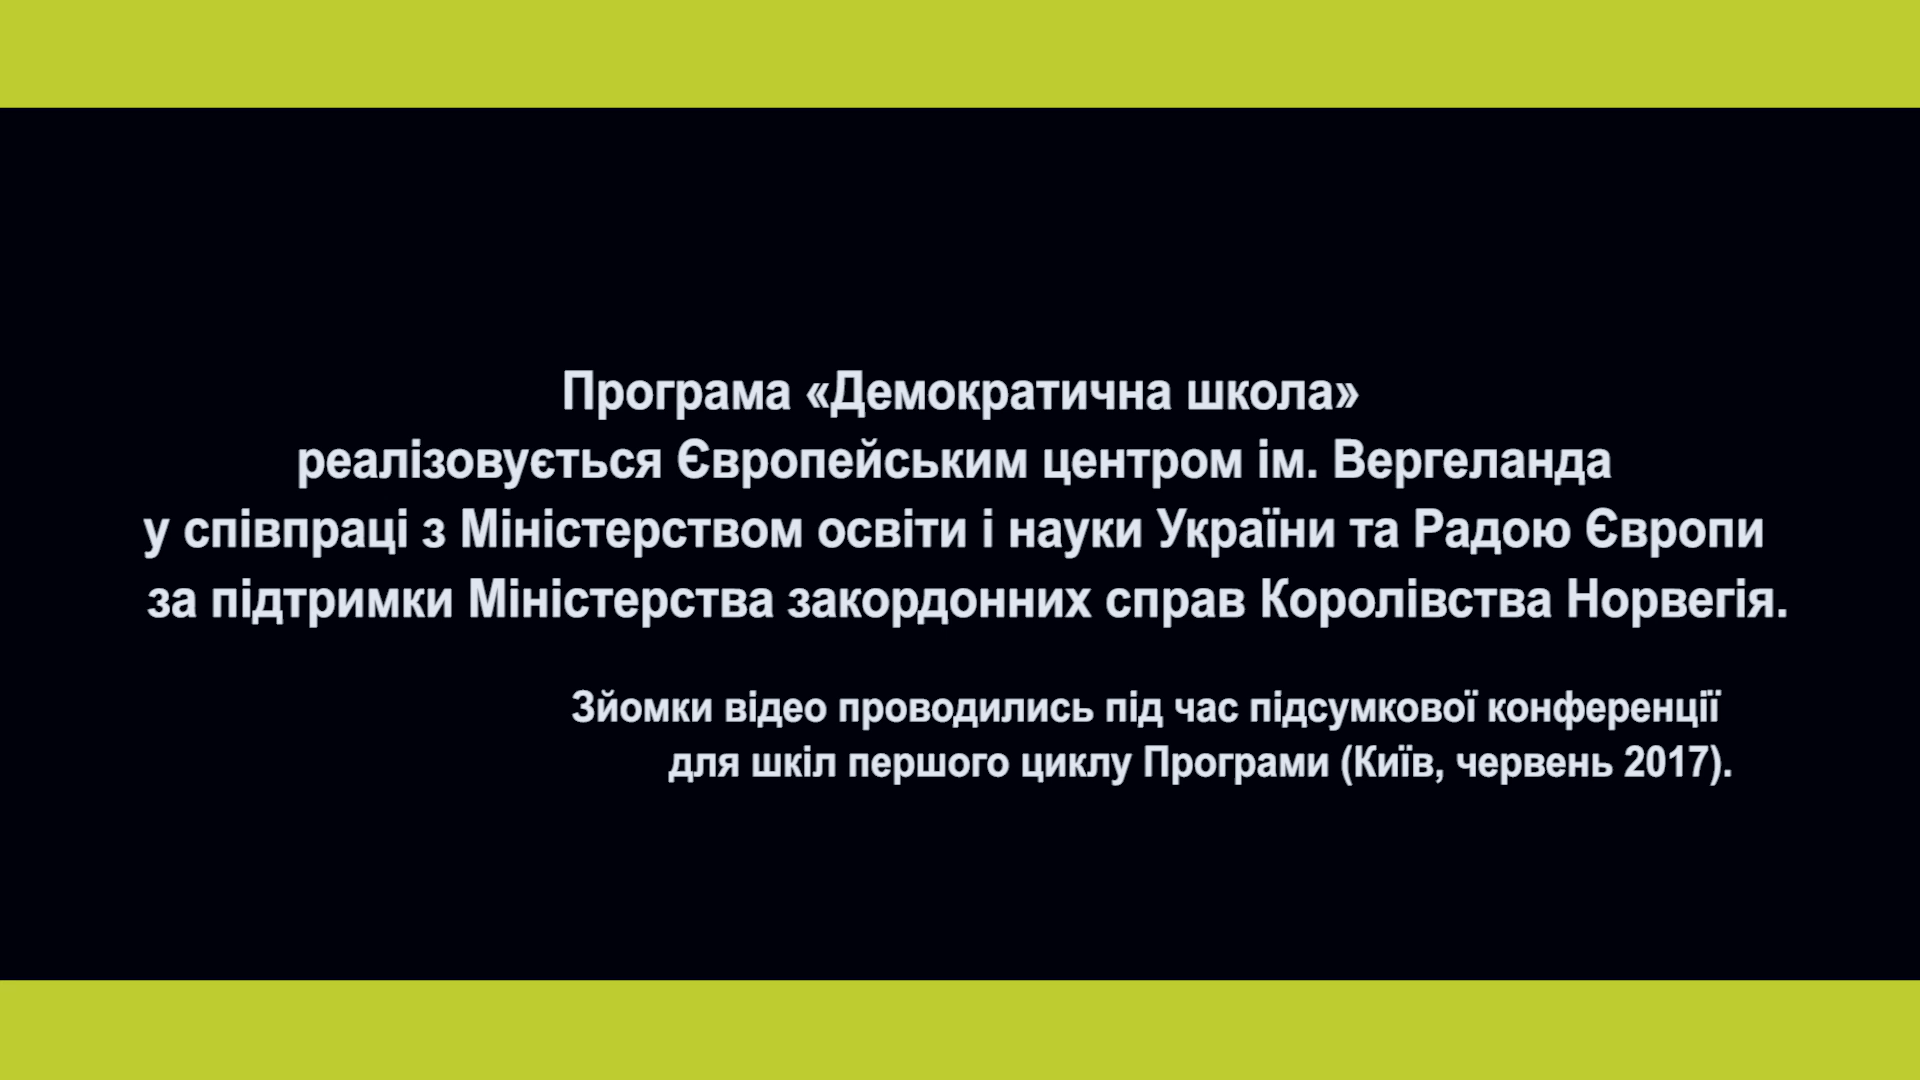 Програма «Демократична школа»
реалізовується Європейським центром ім. Вергеланда
у співпраці з Міністерством освіти і науки України та Радою Європи
за підтримки Міністерства закордонних справ Королівства Норвегія.
Зйомки відео проводились під час підсумкової конференції
для шкіл першого циклу Програми (Київ, червень 2017).